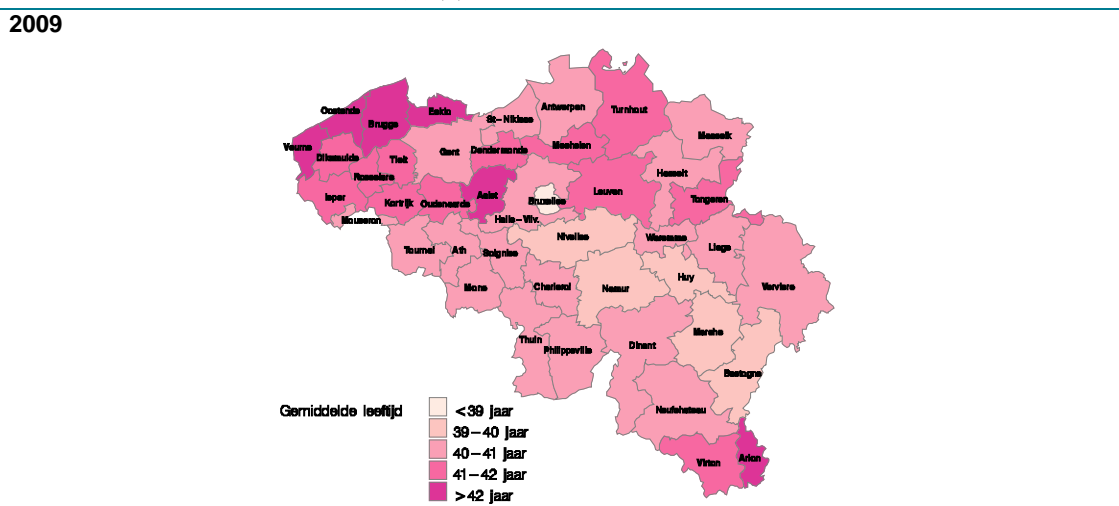 2009
Antwerpen
Turnhout
Oostende
Brugge
Eeklo
St-Niklaas
Maaseik
Veurne
Diksmuide
Tielt
Gent
Dendermonde
Mechelen
Roeselare
Hasselt
Ieper
Kortrijk
Oudenaarde
Aalst
Bruxelles
Leuven
Tongeren
Mouscron
Halle-Vilv.
Nivelles
Waremme
Tournai
Ath
Soignies
Liege
Mons
Charleroi
Namur
Huy
Verviers
Thuin
Philippeville
Dinant
Marche
Bastogne
Neufchateau
Virton
Arlon
Gemiddelde leeftijd
<39 jaar
39-40 jaar
40-41 jaar
41-42 jaar
>42 jaar